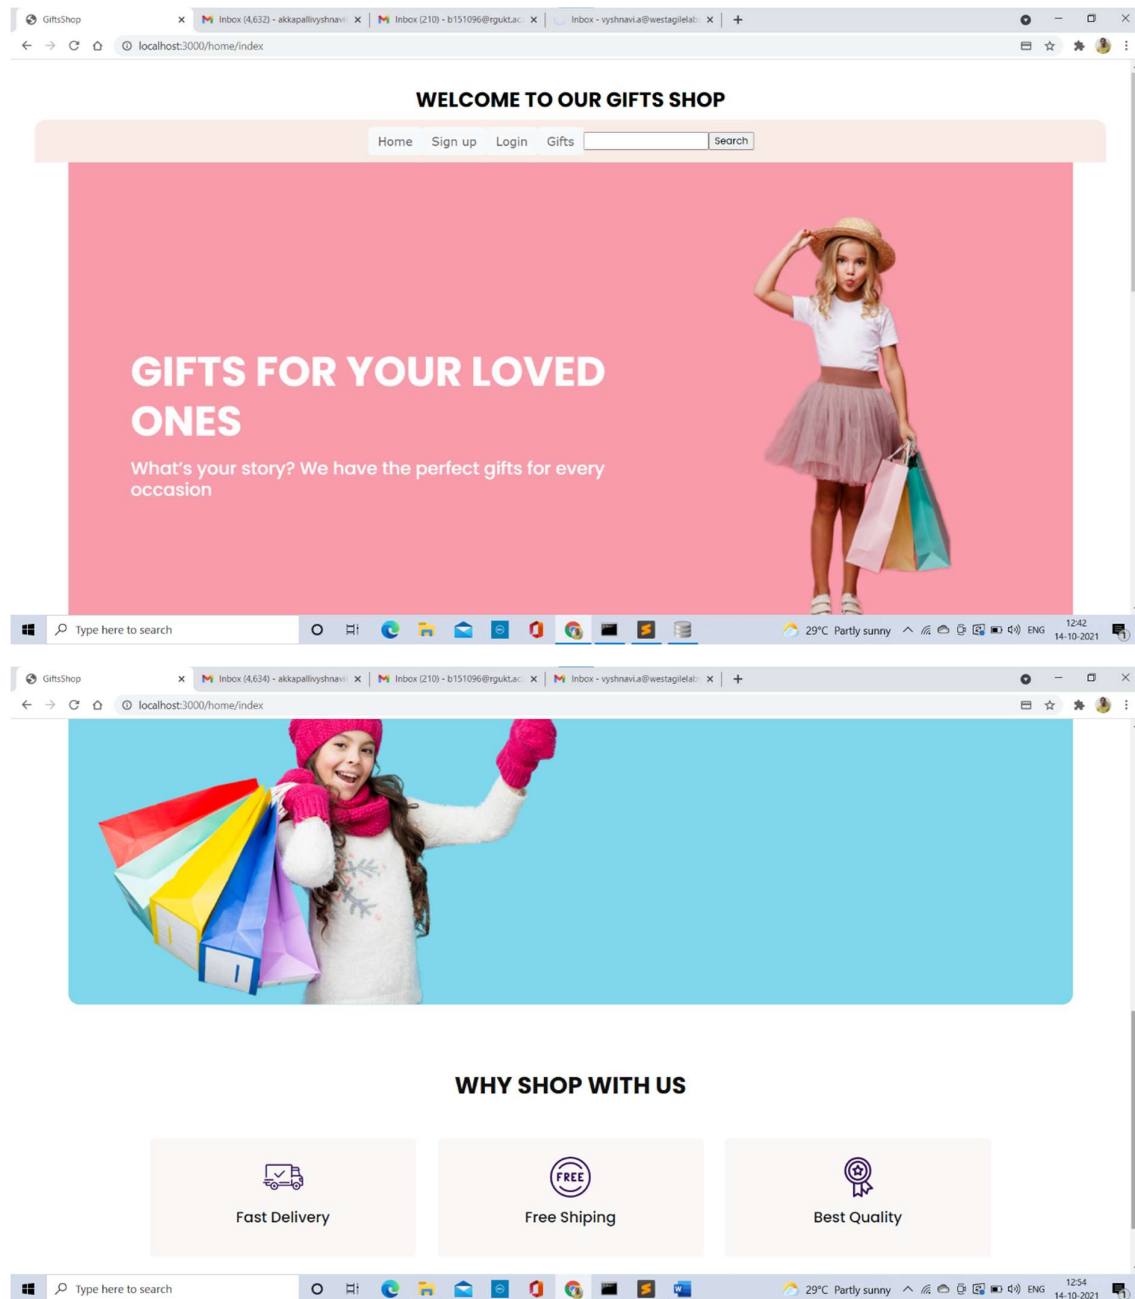 GiftsShop
Inbox (4,632) - akkapallivyshnavi
Inbox (210) - b151096@rgukt.ac.
Inbox - vyshnavi.a@westagilelabs
localhost:3000/home/index
WELCOME TO OUR GIFTS SHOP
Home Sign up Login Gifts Search
GIFTS FOR YOUR LOVED
ONES
What's your story? We have the perfect gifts for every
occasion
Type here to search
29°C Partly sunny
ENG
12:42
14-10-2021
GiftsShop
Inbox (4,634) - akkapallivyshnavi
Inbox (210) - b151096@rgukt.ac.
Inbox - vyshnavi.a@westagilelabs
localhost:3000/home/index
WHY SHOP WITH US
FREE
Fast Delivery
Free Shiping
Best Quality
Type here to search
29°C Partly sunny
ENG
12:54
14-10-2021